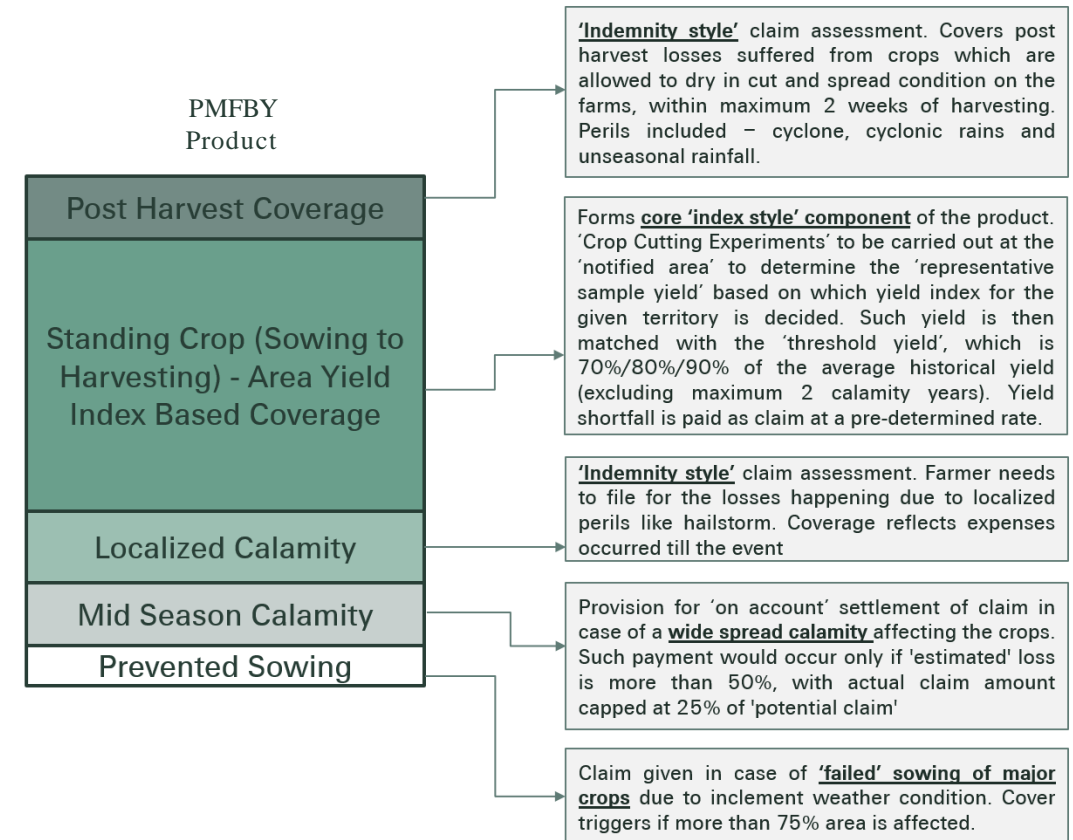 PMFBY
Product
Post Harvest Coverage
Standing Crop (Sowing to
Harvesting) - Area Yield
Index Based Coverage
Localized Calamity
Mid Season Calamity
Prevented Sowing
‘Indemnity style’ claim assessment. Covers post
harvest losses suffered from crops which are
allowed to dry in cut and spread condition on the
farms, within maximum 2 weeks of harvesting.
Perils included – cyclone, cyclonic rains and
unseasonal rainfall.
Forms core ‘index style’ component of the product.
‘Crop Cutting Experiments’ to be carried out at the
‘notified area’ to determine the ‘representative
sample yield’ based on which yield index for the
given territory is decided. Such yield is then
matched with the ‘threshold yield’, which is
70%/80%/90% of the average historical yield
(excluding maximum 2 calamity years). Yield
shortfall is paid as claim at a pre-determined rate.
‘Indemnity style’ claim assessment. Farmer needs
to file for the losses happening due to localized
perils like hailstorm. Coverage reflects expenses
occurred till the event
Provision for ‘on account’ settlement of claim in
case of a wide spread calamity affecting the crops.
Such payment would occur only if 'estimated' loss
is more than 50%, with actual claim amount
capped at 25% of 'potential claim'
Claim given in case of ‘failed’ sowing of major
crops due to inclement weather condition. Cover
triggers if more than 75% area is affected.